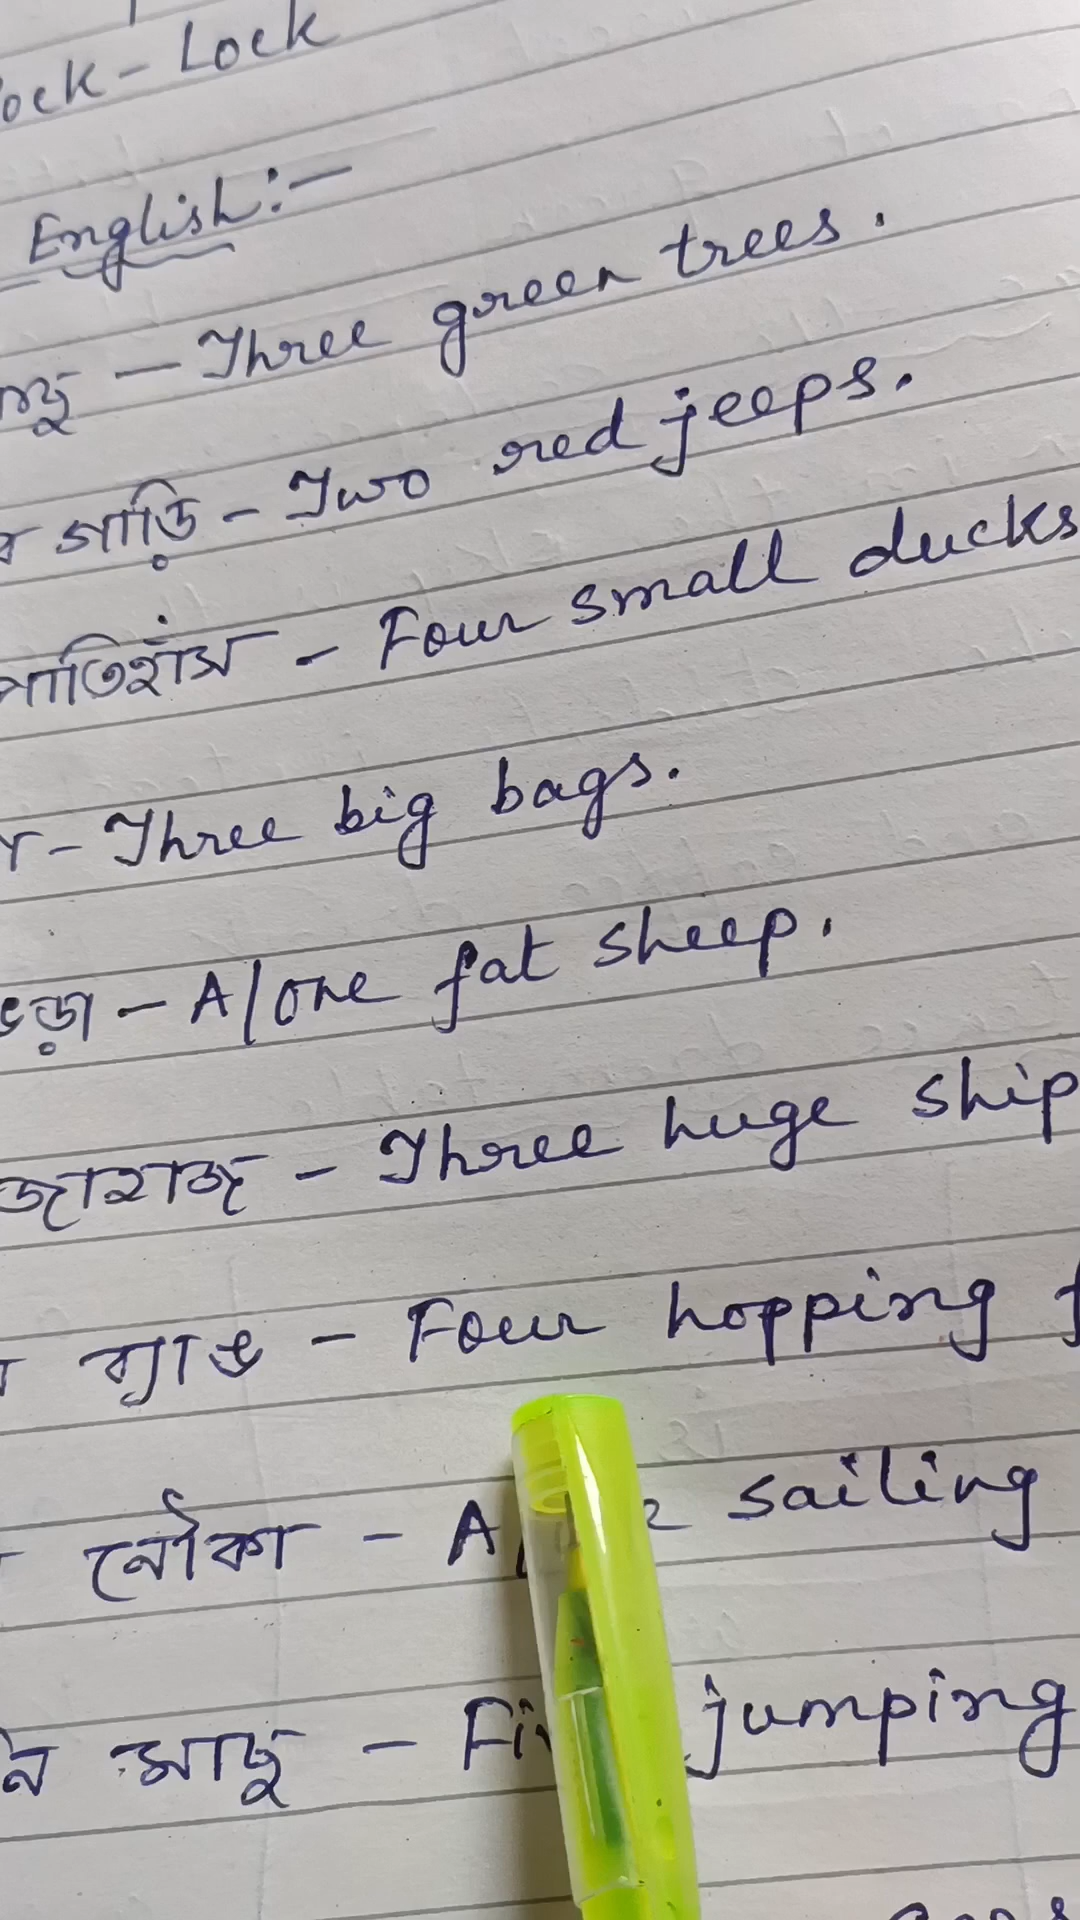 ock - Lock
English:-
- Three green trees.
গাড়ি - Two red jeeps.
পাতিহাঁস - Four small ducks
- Three big bags.
- A/one fat sheep.
জাহাজ - Three huge ship
ব্যাঙ - Four hopping
নৌকা - A sailing
মাছ - jumping